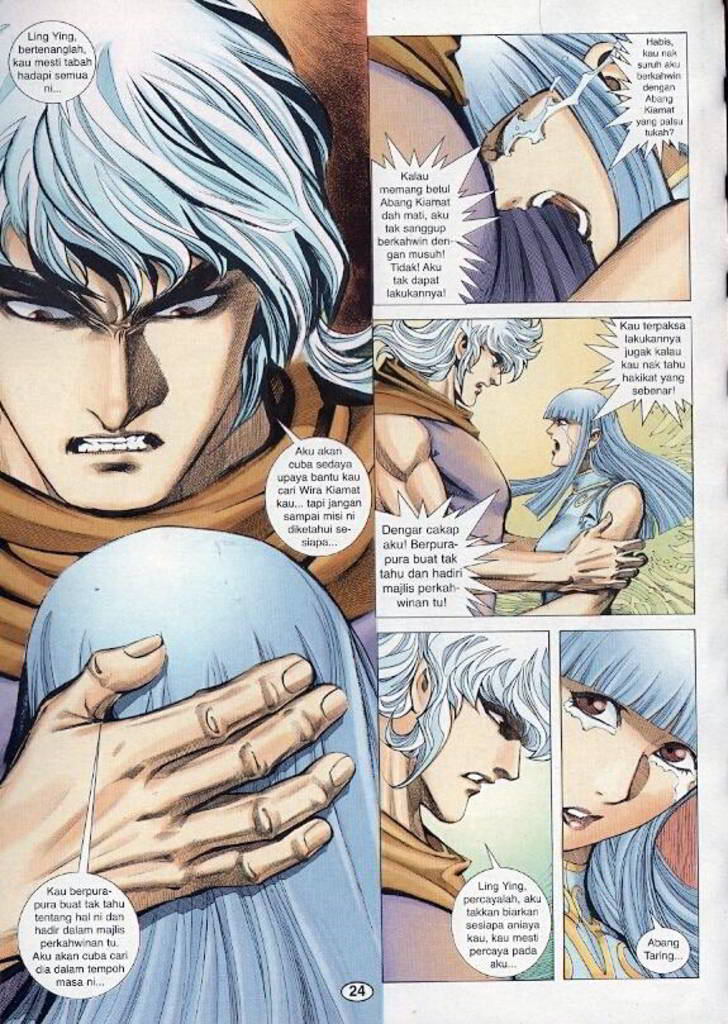 Ling Ying,
bertenanglah,
kau mesti tabah
hadapi semua
ni...
Aku akan
cuba sedaya
upaya bantu kau
cari Wira Kiamat
kau... tapi jangan
sampai misi ni
diketahui se-
siapa...
Kau berpura-
pura buat tak tahu
tentang hal ni dan
hadir dalam majlis
perkahwinan tu.
Aku akan cuba cari
dia dalam tempoh
masa ni...
Habis,
kau nak
suruh aku
berkahwin
dengan
Abang
Kiamat
yang palsu
tukah?
Kalau
memang betul
Abang Kiamat
dah mati, aku
tak sanggup
berkahwin den-
gan musuh!
Tidak! Aku
tak dapat
lakukannya!
Kau terpaksa
lakukannya
jugak kalau
kau nak tahu
hakikat yang
sebenar!
Dengar cakap
aku! Berpura-
pura buat tak
tahu dan hadiri
majlis perkah-
winan tu!
Ling Ying,
percayalah, aku
takkan biarkan
sesiapa aniaya
kau, kau mesti
percaya pada
aku...
Abang
Taring...
24